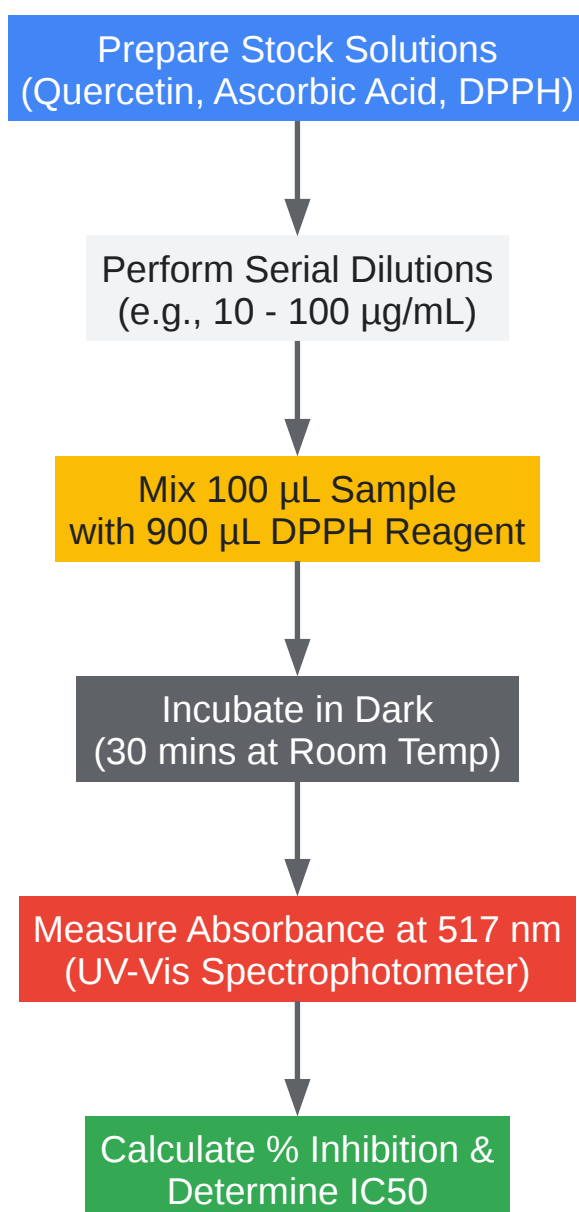 Prepare Stock Solutions
(Quercetin, Ascorbic Acid, DPPH)
Perform Serial Dilutions
(e.g., 10 - 100 µg/mL)
Mix 100 µL Sample
with 900 µL DPPH Reagent
Incubate in Dark
(30 mins at Room Temp)
Measure Absorbance at 517 nm
(UV-Vis Spectrophotometer)
Calculate % Inhibition &
Determine IC50